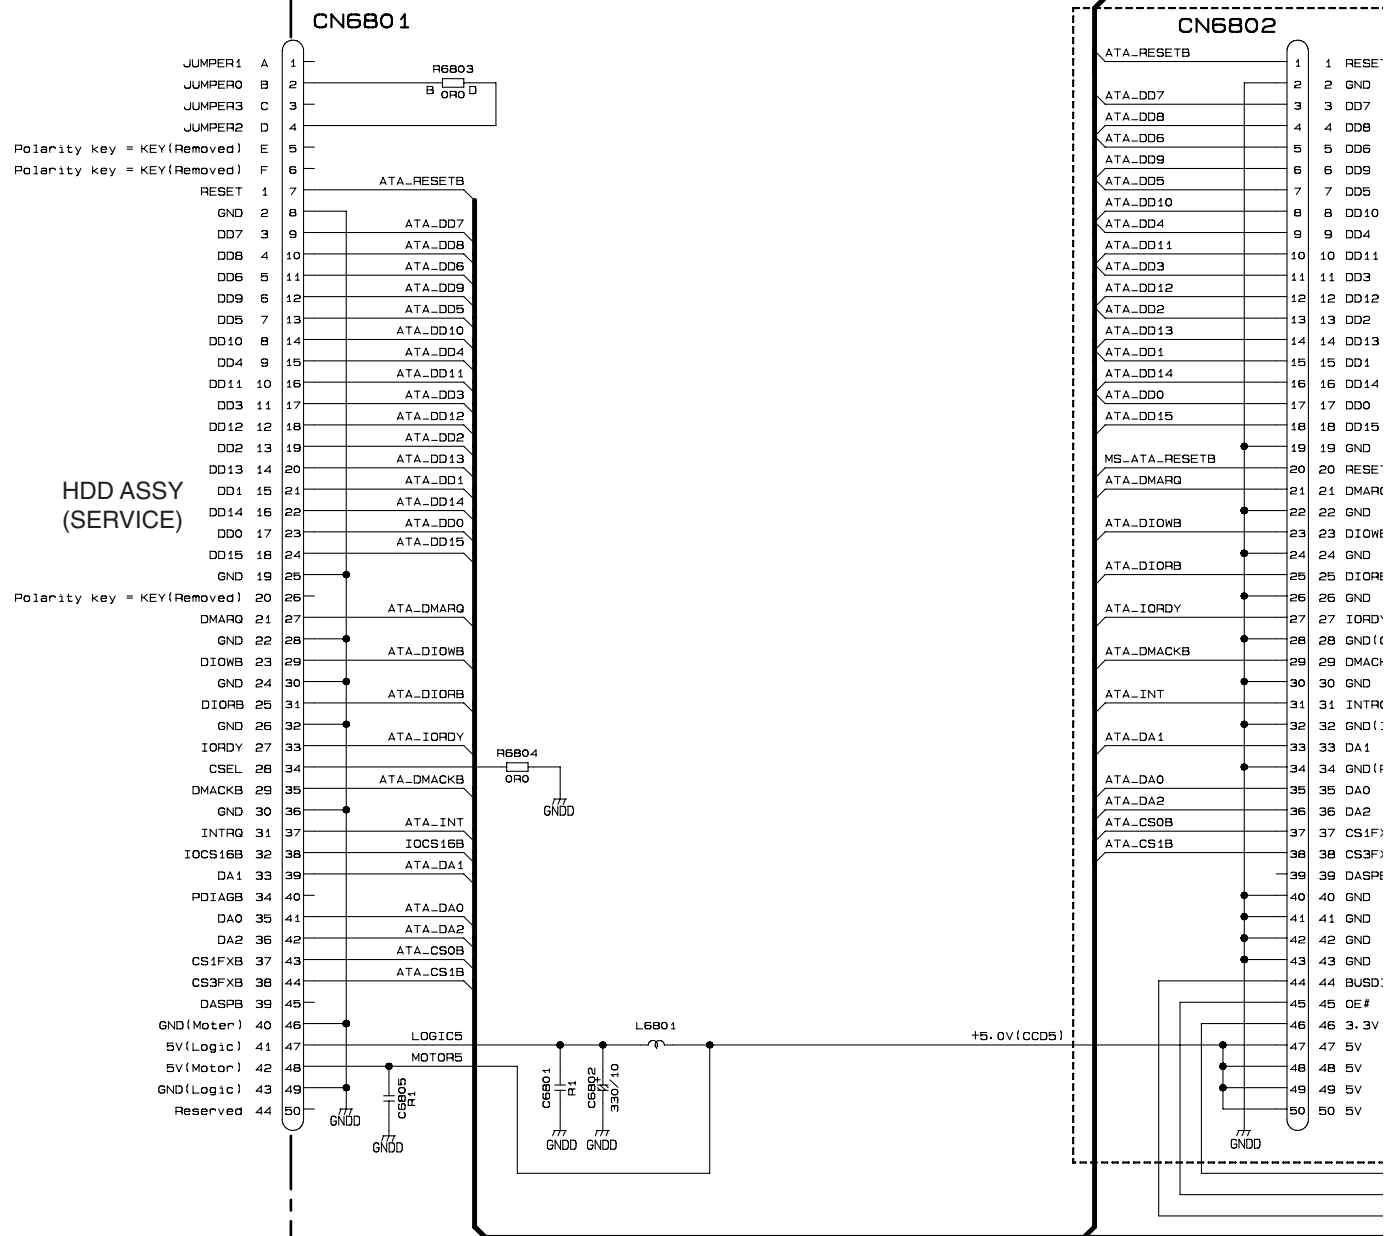 CN6801
CN6802
JUMPER1 A 1
JUMPER0 B 2
JUMPER3 C 3
JUMPER2 D 4
Polarity key = KEY(Removed) E 5
Polarity key = KEY(Removed) F 6
RESET 1 7 ATA_RESETB
GND 2 8
DD7 3 9 ATA_DD7
DD8 4 10 ATA_DD8
DD6 5 11 ATA_DD6
DD9 6 12 ATA_DD9
DD5 7 13 ATA_DD5
DD10 8 14 ATA_DD10
DD4 9 15 ATA_DD4
DD11 10 16 ATA_DD11
DD3 11 17 ATA_DD3
DD12 12 18 ATA_DD12
DD2 13 19 ATA_DD2
DD13 14 20 ATA_DD13
DD1 15 21 ATA_DD1
DD14 16 22 ATA_DD14
DD0 17 23 ATA_DD0
DD15 18 24 ATA_DD15
GND 19 25
Polarity key = KEY(Removed) 20 26
DMARQ 21 27 ATA_DMARQ
GND 22 28
DIOWB 23 29 ATA_DIOWB
GND 24 30
DIORB 25 31 ATA_DIORB
GND 26 32
IORDY 27 33 ATA_IORDY
CSEL 28 34
DMACKB 29 35 ATA_DMACKB
GND 30 36
INTRQ 31 37 ATA_INT
IOCS16B 32 38 IOCS16B
DA1 33 39 ATA_DA1
PDIAGB 34 40
DA0 35 41 ATA_DA0
DA2 36 42 ATA_DA2
CS1FXB 37 43 ATA_CS0B
CS3FXB 38 44 ATA_CS1B
DASPB 39 45
GND(Moter) 40 46
5V(Logic) 41 47 LOGIC5
5V(Motor) 42 48 MOTOR5
GND(Logic) 43 49
Reserved 44 50
HDD ASSY
(SERVICE)
R6803
B 0R0 D
R6804
0R0
GNDD
L6801
+5.0V(CCD5)
C6805
R1
C6801
R1
C6802
+
330/10
GNDD
GNDD
GNDD
GNDD
ATA_RESETB 1 1 RESET
2 2 GND
ATA_DD7 3 3 DD7
ATA_DD8 4 4 DD8
ATA_DD6 5 5 DD6
ATA_DD9 6 6 DD9
ATA_DD5 7 7 DD5
ATA_DD10 8 8 DD10
ATA_DD4 9 9 DD4
ATA_DD11 10 10 DD11
ATA_DD3 11 11 DD3
ATA_DD12 12 12 DD12
ATA_DD2 13 13 DD2
ATA_DD13 14 14 DD13
ATA_DD1 15 15 DD1
ATA_DD14 16 16 DD14
ATA_DD0 17 17 DD0
ATA_DD15 18 18 DD15
19 19 GND
MS_ATA_RESETB 20 20 RESET
ATA_DMARQ 21 21 DMARQ
22 22 GND
ATA_DIOWB 23 23 DIOWB
24 24 GND
ATA_DIORB 25 25 DIORB
26 26 GND
ATA_IORDY 27 27 IORDY
28 28 GND(
ATA_DMACKB 29 29 DMACK
30 30 GND
ATA_INT 31 31 INTRQ
32 32 GND(
ATA_DA1 33 33 DA1
34 34 GND(
ATA_DA0 35 35 DA0
ATA_DA2 36 36 DA2
ATA_CS0B 37 37 CS1FX
ATA_CS1B 38 38 CS3FX
39 39 DASPB
40 40 GND
41 41 GND
42 42 GND
43 43 GND
44 44 BUSD
45 45 OE#
46 46 3.3V
47 47 5V
48 48 5V
49 49 5V
50 50 5V
GNDD